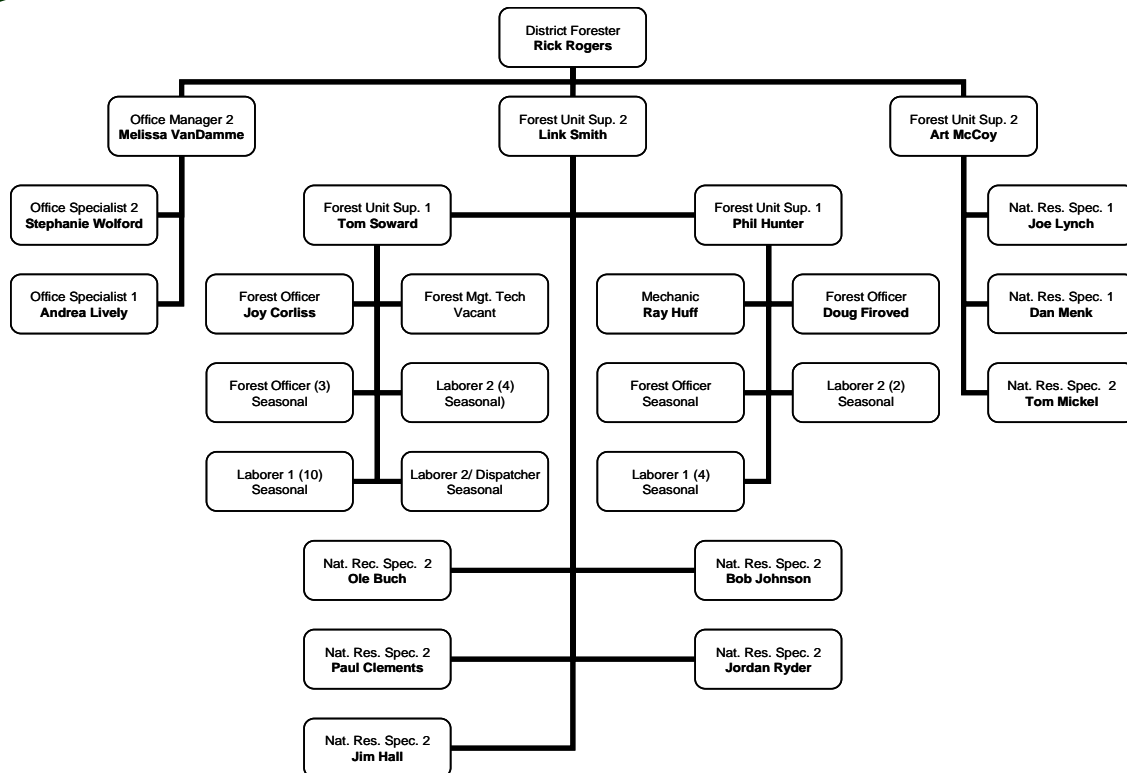 District Forester
Rick Rogers
Office Manager 2
Melissa VanDamme
Forest Unit Sup. 2
Link Smith
Forest Unit Sup. 2
Art McCoy
Office Specialist 2
Stephanie Wolford
Forest Unit Sup. 1
Tom Soward
Forest Unit Sup. 1
Phil Hunter
Nat. Res. Spec. 1
Joe Lynch
Office Specialist 1
Andrea Lively
Forest Officer
Joy Corliss
Forest Mgt. Tech
Vacant
Mechanic
Ray Huff
Forest Officer
Doug Firoved
Nat. Res. Spec. 1
Dan Menk
Forest Officer (3)
Seasonal
Laborer 2 (4)
Seasonal)
Forest Officer
Seasonal
Laborer 2 (2)
Seasonal
Nat. Res. Spec. 2
Tom Mickel
Laborer 1 (10)
Seasonal
Laborer 2/ Dispatcher
Seasonal
Laborer 1 (4)
Seasonal
Nat. Rec. Spec. 2
Ole Buch
Nat. Res. Spec. 2
Bob Johnson
Nat. Res. Spec. 2
Paul Clements
Nat. Res. Spec. 2
Jordan Ryder
Nat. Res. Spec. 2
Jim Hall